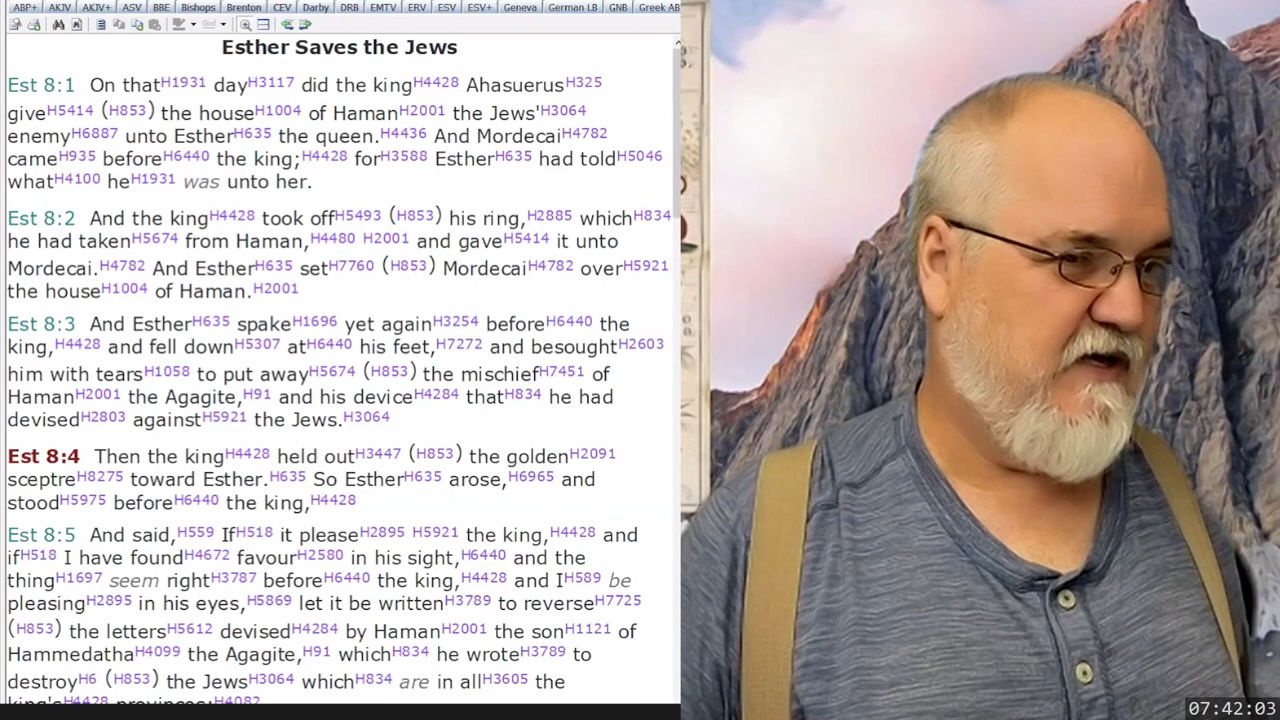 ABP+ AKJV AKJV+ ASV BBE Bishops Brenton CEV Darby DRB EMTV ERV ESV ESV+ Geneva German LB GNB Greek AB
Esther Saves the Jews
Est 8:1 On thatH1931 dayH3117 did the kingH4428 AhasuerusH325
giveH5414 (H853) the houseH1004 of HamanH2001 the Jews'H3064
enemyH6887 unto EstherH635 the queen.H4436 And MordecaiH4782
cameH935 beforeH6440 the king;H4428 forH3588 EstherH635 had toldH5046
whatH4100 heH1931 was unto her.
Est 8:2 And the kingH4428 took offH5493 (H853) his ring,H2885 whichH834
he had takenH5674 from Haman,H4480 H2001 and gaveH5414 it unto
Mordecai.H4782 And EstherH635 setH7760 (H853) MordecaiH4782 overH5921
the houseH1004 of Haman.H2001
Est 8:3 And EstherH635 spakeH1696 yet againH3254 beforeH6440 the
king,H4428 and fell downH5307 atH6440 his feet,H7272 and besoughtH2603
him with tearsH1058 to put awayH5674 (H853) the mischiefH7451 of
HamanH2001 the Agagite,H91 and his deviceH4284 thatH834 he had
devisedH2803 againstH5921 the Jews.H3064
Est 8:4 Then the kingH4428 held outH3447 (H853) the goldenH2091
sceptreH8275 toward Esther.H635 So EstherH635 arose,H6965 and
stoodH5975 beforeH6440 the king,H4428
Est 8:5 And said,H559 IfH518 it pleaseH2895 H5921 the king,H4428 and
ifH518 I have foundH4672 favourH2580 in his sight,H6440 and the
thingH1697 seem rightH3787 beforeH6440 the king,H4428 and IH589 be
pleasingH2895 in his eyes,H5869 let it be writtenH3789 to reverseH7725
(H853) the lettersH5612 devisedH4284 by HamanH2001 the sonH1121 of
HammedathaH4099 the Agagite,H91 whichH834 he wroteH3789 to
destroyH6 (H853) the JewsH3064 whichH834 are in allH3605 the
king'sH4428 provinces:H4082
07:42:03